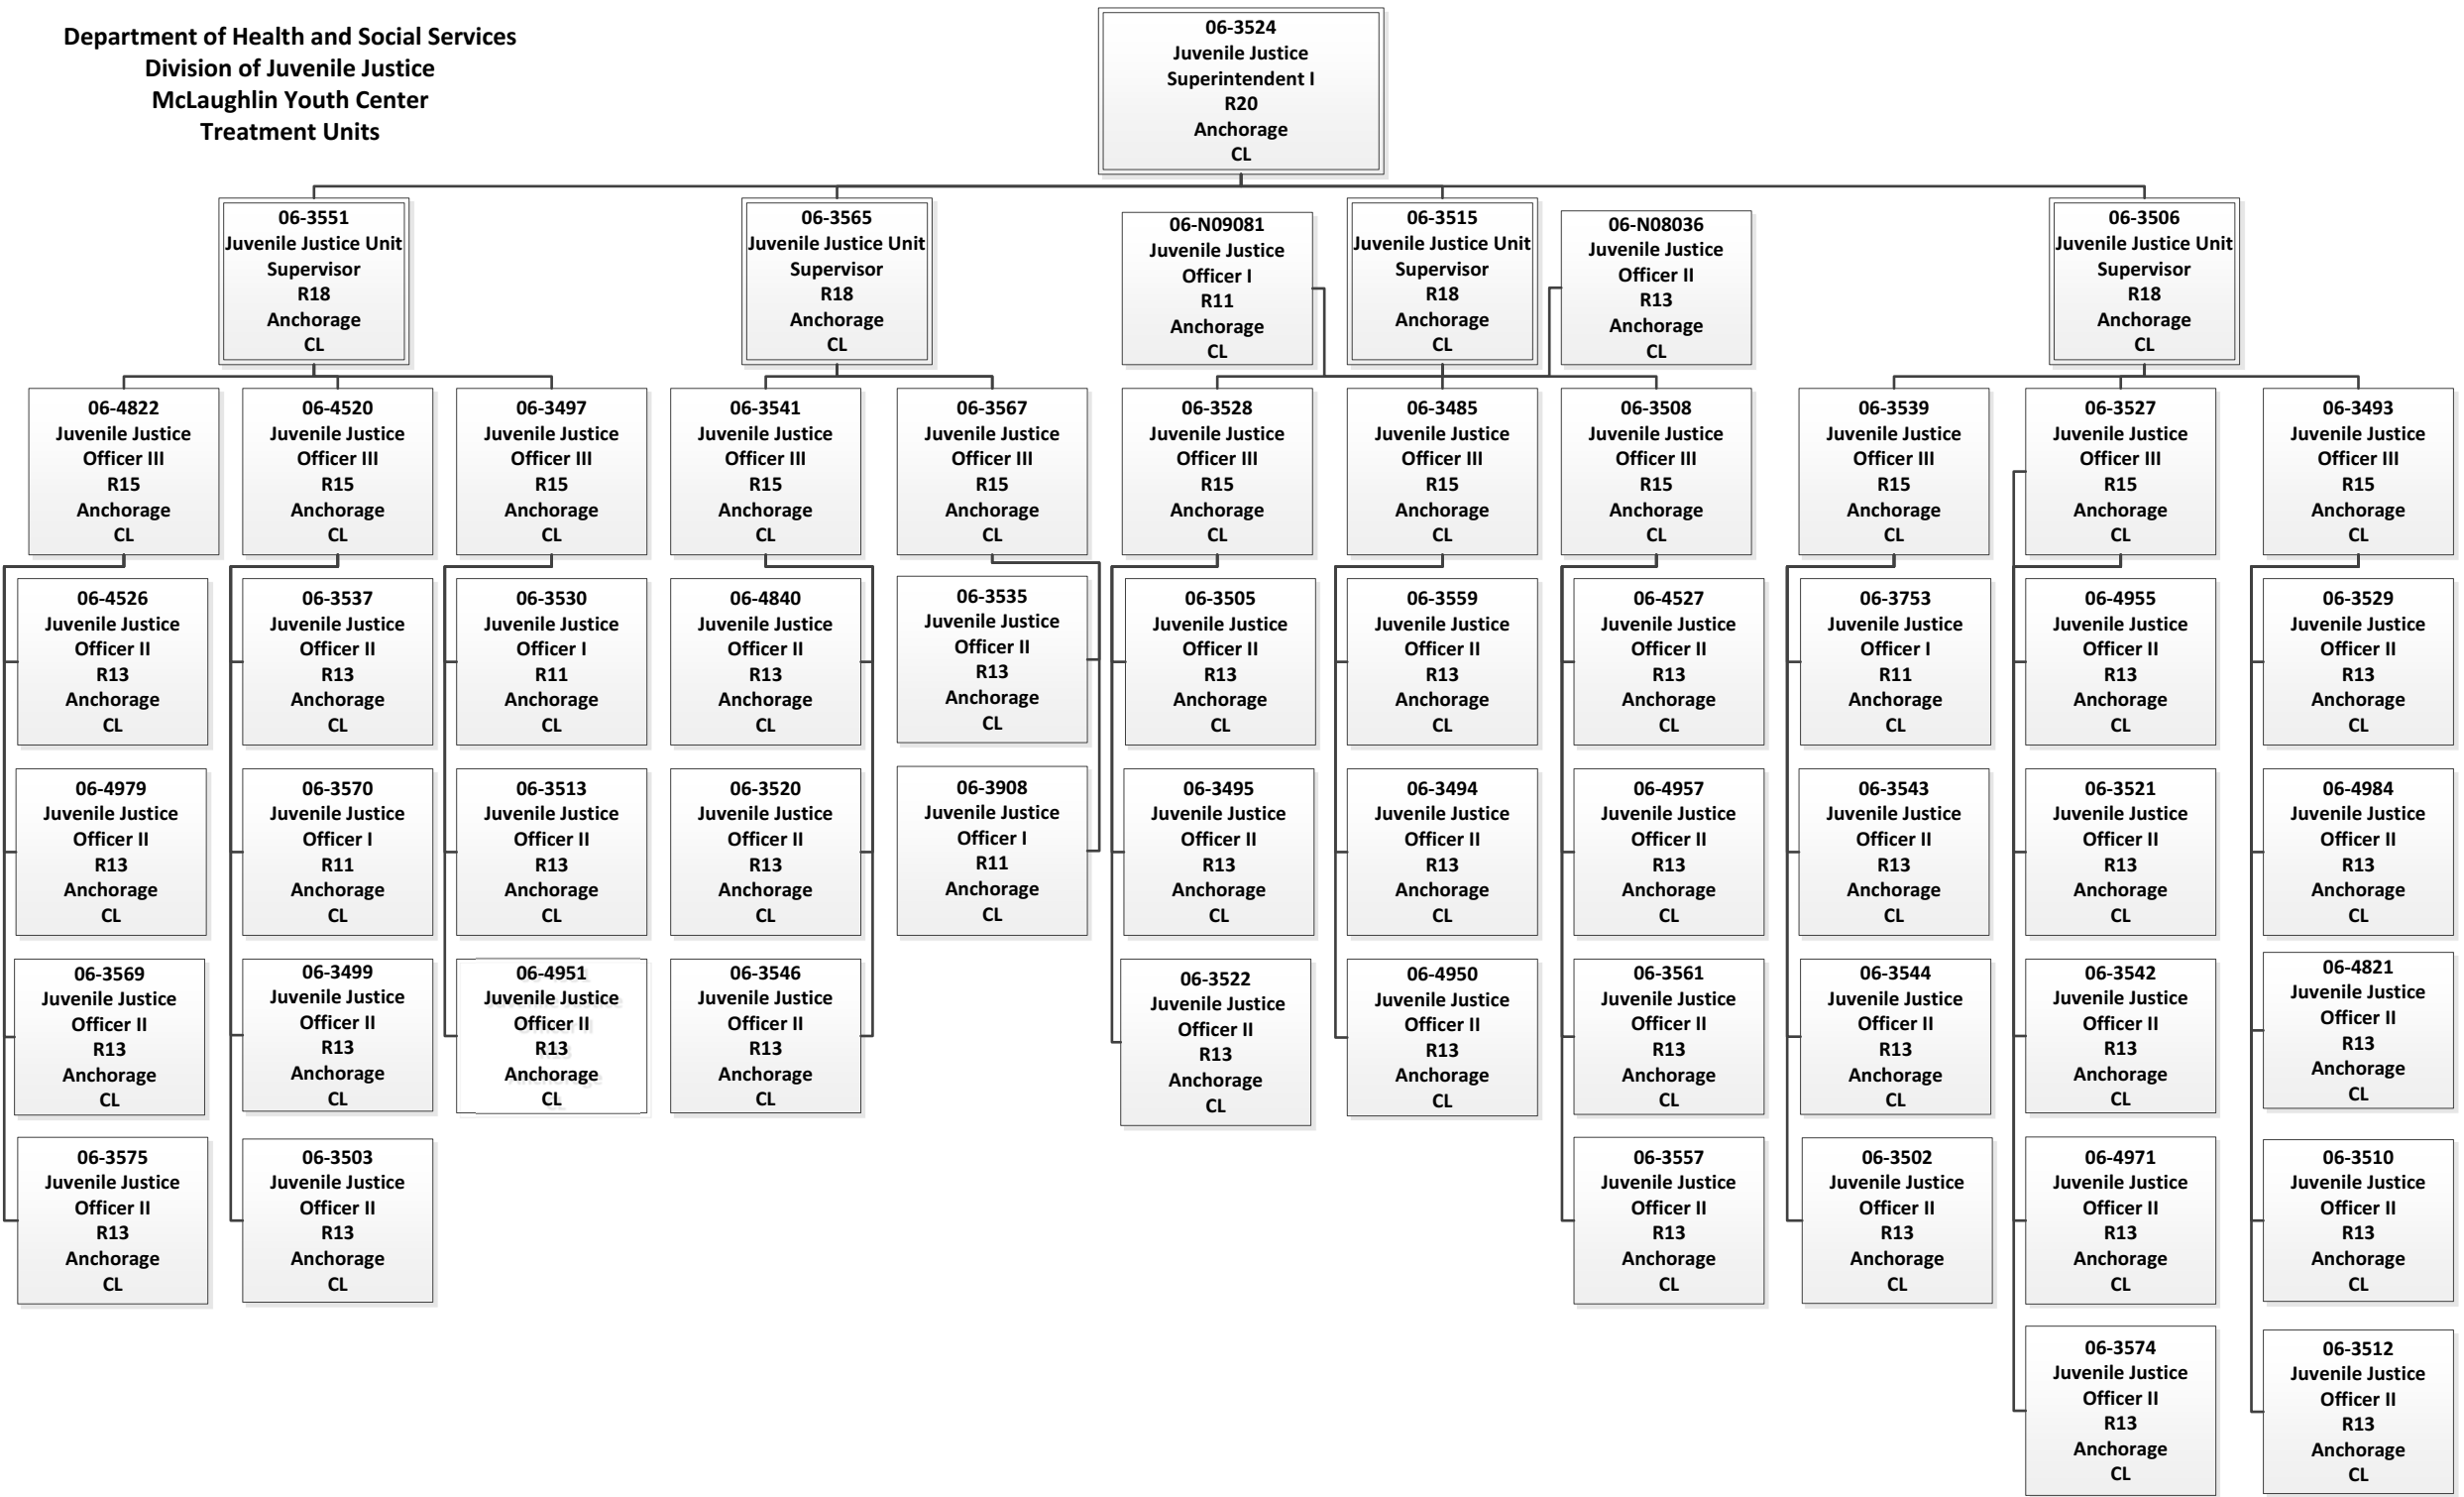 Department of Health and Social Services
Division of Juvenile Justice
McLaughlin Youth Center
Treatment Units
06-3524
Juvenile Justice
Superintendent I
R20
Anchorage
CL
06-3551
Juvenile Justice Unit
Supervisor
R18
Anchorage
CL
06-3565
Juvenile Justice Unit
Supervisor
R18
Anchorage
CL
06-N09081
Juvenile Justice
Officer I
R11
Anchorage
CL
06-3515
Juvenile Justice Unit
Supervisor
R18
Anchorage
CL
06-N08036
Juvenile Justice
Officer II
R13
Anchorage
CL
06-3506
Juvenile Justice Unit
Supervisor
R18
Anchorage
CL
06-4822
Juvenile Justice
Officer III
R15
Anchorage
CL
06-4520
Juvenile Justice
Officer III
R15
Anchorage
CL
06-3497
Juvenile Justice
Officer III
R15
Anchorage
CL
06-3541
Juvenile Justice
Officer III
R15
Anchorage
CL
06-3567
Juvenile Justice
Officer III
R15
Anchorage
CL
06-3528
Juvenile Justice
Officer III
R15
Anchorage
CL
06-3485
Juvenile Justice
Officer III
R15
Anchorage
CL
06-3508
Juvenile Justice
Officer III
R15
Anchorage
CL
06-3539
Juvenile Justice
Officer III
R15
Anchorage
CL
06-3527
Juvenile Justice
Officer III
R15
Anchorage
CL
06-3493
Juvenile Justice
Officer III
R15
Anchorage
CL
06-4526
Juvenile Justice
Officer II
R13
Anchorage
CL
06-3537
Juvenile Justice
Officer II
R13
Anchorage
CL
06-3530
Juvenile Justice
Officer I
R11
Anchorage
CL
06-4840
Juvenile Justice
Officer II
R13
Anchorage
CL
06-3535
Juvenile Justice
Officer II
R13
Anchorage
CL
06-3505
Juvenile Justice
Officer II
R13
Anchorage
CL
06-3559
Juvenile Justice
Officer II
R13
Anchorage
CL
06-4527
Juvenile Justice
Officer II
R13
Anchorage
CL
06-3753
Juvenile Justice
Officer I
R11
Anchorage
CL
06-4955
Juvenile Justice
Officer II
R13
Anchorage
CL
06-3529
Juvenile Justice
Officer II
R13
Anchorage
CL
06-4979
Juvenile Justice
Officer II
R13
Anchorage
CL
06-3570
Juvenile Justice
Officer I
R11
Anchorage
CL
06-3513
Juvenile Justice
Officer II
R13
Anchorage
CL
06-3520
Juvenile Justice
Officer II
R13
Anchorage
CL
06-3908
Juvenile Justice
Officer I
R11
Anchorage
CL
06-3495
Juvenile Justice
Officer II
R13
Anchorage
CL
06-3494
Juvenile Justice
Officer II
R13
Anchorage
CL
06-4957
Juvenile Justice
Officer II
R13
Anchorage
CL
06-3543
Juvenile Justice
Officer II
R13
Anchorage
CL
06-3521
Juvenile Justice
Officer II
R13
Anchorage
CL
06-4984
Juvenile Justice
Officer II
R13
Anchorage
CL
06-3569
Juvenile Justice
Officer II
R13
Anchorage
CL
06-3499
Juvenile Justice
Officer II
R13
Anchorage
CL
06-4951
Juvenile Justice
Officer II
R13
Anchorage
CL
06-3546
Juvenile Justice
Officer II
R13
Anchorage
CL
06-3522
Juvenile Justice
Officer II
R13
Anchorage
CL
06-4950
Juvenile Justice
Officer II
R13
Anchorage
CL
06-3561
Juvenile Justice
Officer II
R13
Anchorage
CL
06-3544
Juvenile Justice
Officer II
R13
Anchorage
CL
06-3542
Juvenile Justice
Officer II
R13
Anchorage
CL
06-4821
Juvenile Justice
Officer II
R13
Anchorage
CL
06-3575
Juvenile Justice
Officer II
R13
Anchorage
CL
06-3503
Juvenile Justice
Officer II
R13
Anchorage
CL
06-3557
Juvenile Justice
Officer II
R13
Anchorage
CL
06-3502
Juvenile Justice
Officer II
R13
Anchorage
CL
06-4971
Juvenile Justice
Officer II
R13
Anchorage
CL
06-3510
Juvenile Justice
Officer II
R13
Anchorage
CL
06-3574
Juvenile Justice
Officer II
R13
Anchorage
CL
06-3512
Juvenile Justice
Officer II
R13
Anchorage
CL